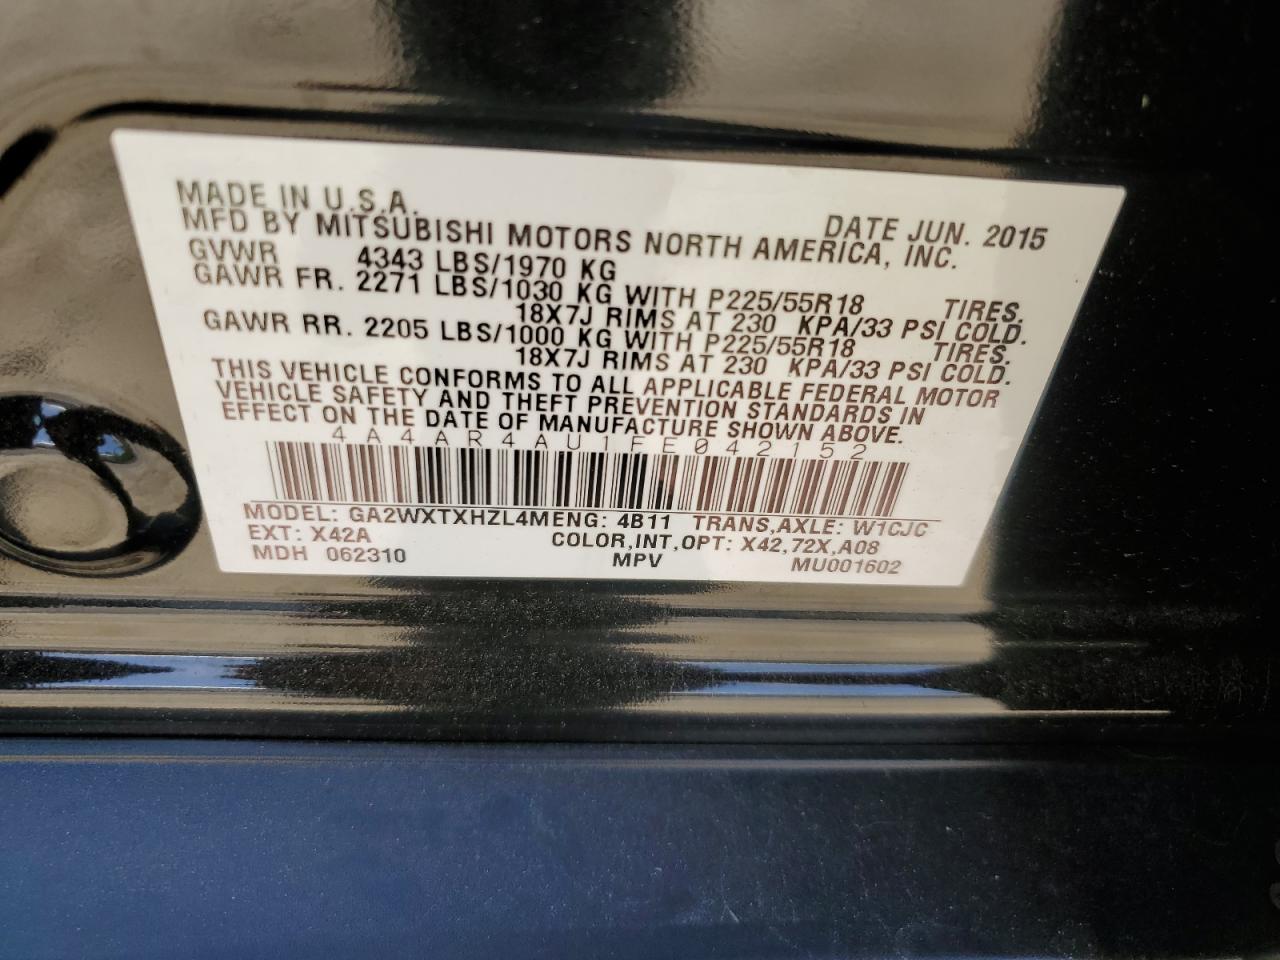 MADE IN U.S.A. DATE JUN. 2015
MFD BY MITSUBISHI MOTORS NORTH AMERICA, INC.
GVWR 4343 LBS/1970 KG
GAWR FR. 2271 LBS/1030 KG WITH P225/55R18 TIRES.
18X7J RIMS AT 230 KPA/33 PSI COLD.
GAWR RR. 2205 LBS/1000 KG WITH P225/55R18 TIRES.
18X7J RIMS AT 230 KPA/33 PSI COLD.
THIS VEHICLE CONFORMS TO ALL APPLICABLE FEDERAL MOTOR
VEHICLE SAFETY AND THEFT PREVENTION STANDARDS IN
EFFECT ON THE DATE OF MANUFACTURE SHOWN ABOVE.
4A4AR4AU1FE042152
MODEL: GA2WXTXHZL4MENG: 4B11 TRANS,AXLE: W1CJC
EXT: X42A COLOR,INT,OPT: X42,72X,A08
MDH 062310 MPV MU001602